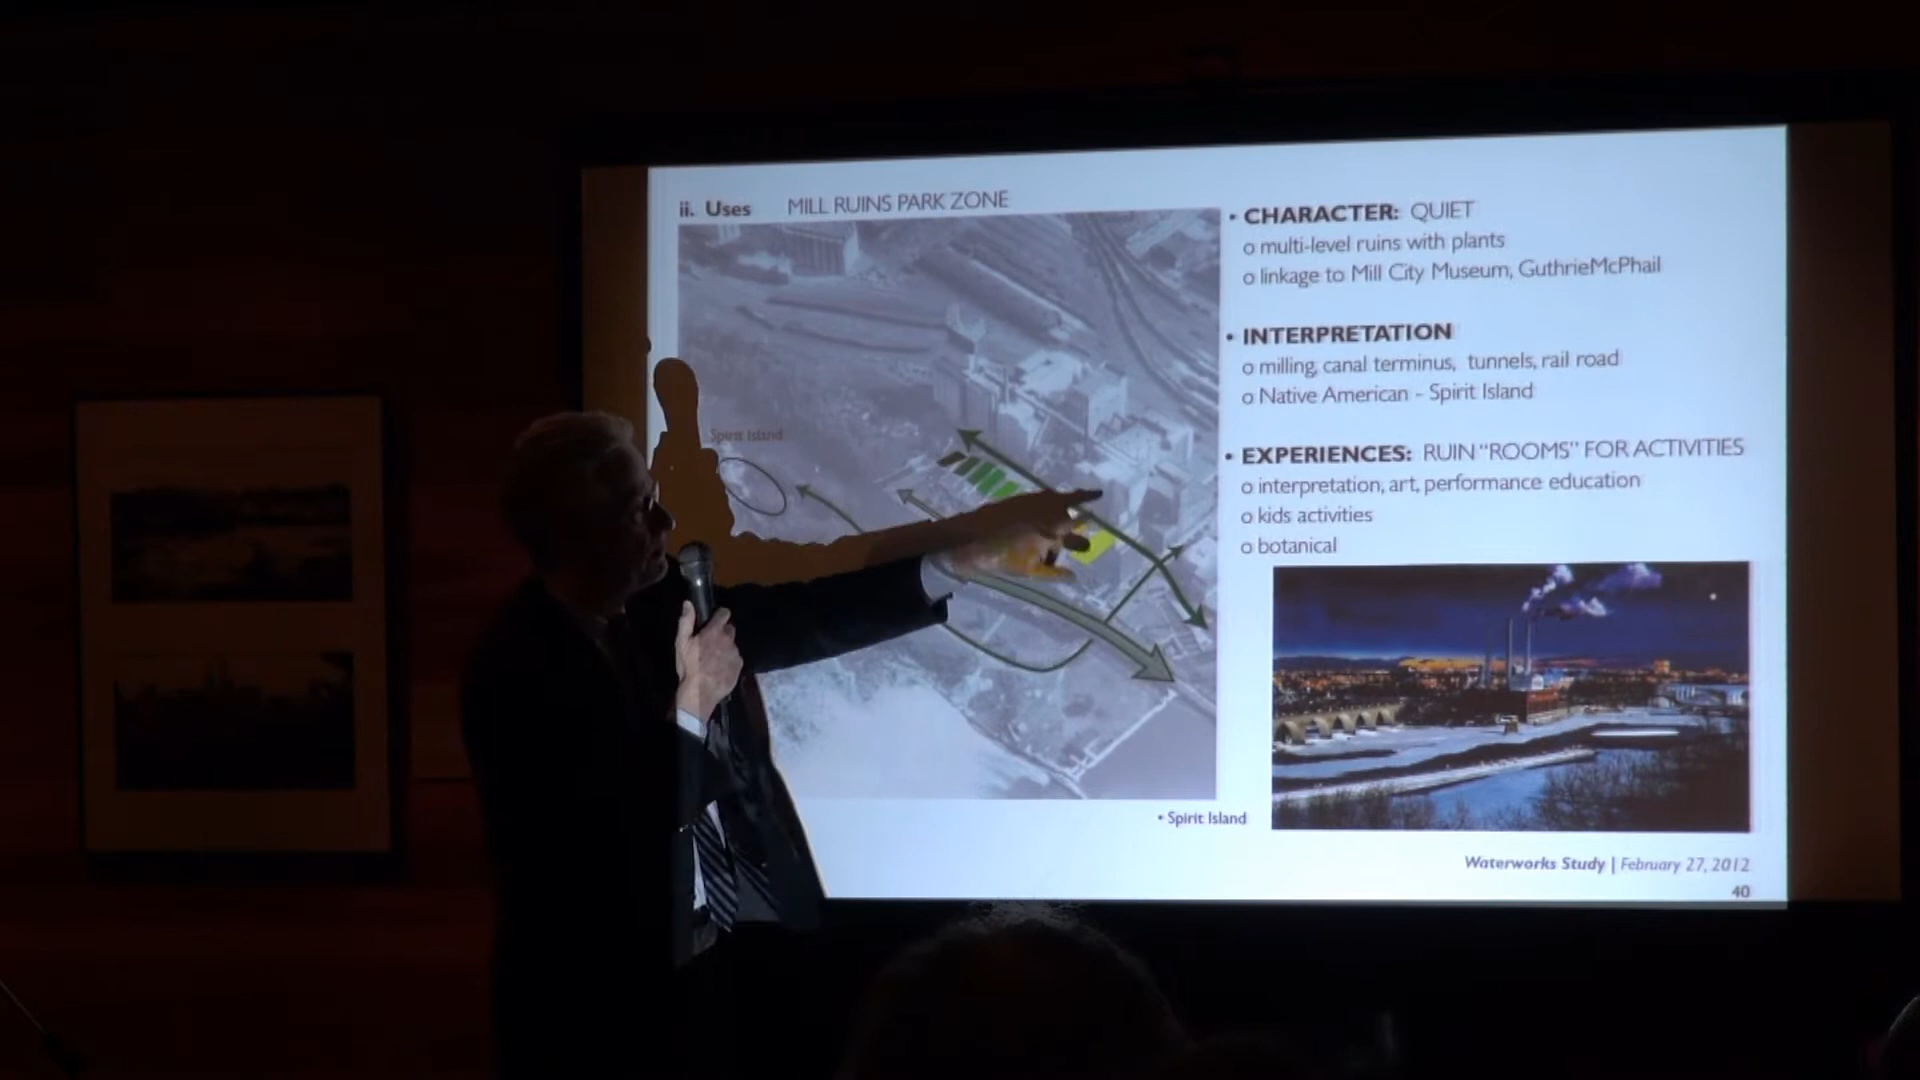 ii. Uses MILL RUINS PARK ZONE
Spirit Island
• CHARACTER: QUIET
o multi-level ruins with plants
o linkage to Mill City Museum, GuthrieMcPhail
• INTERPRETATION
o milling, canal terminus, tunnels, rail road
o Native American - Spirit Island
• EXPERIENCES: RUIN “ROOMS” FOR ACTIVITIES
o interpretation, art, performance education
o kids activities
o botanical
• Spirit Island
Waterworks Study | February 27, 2012
40